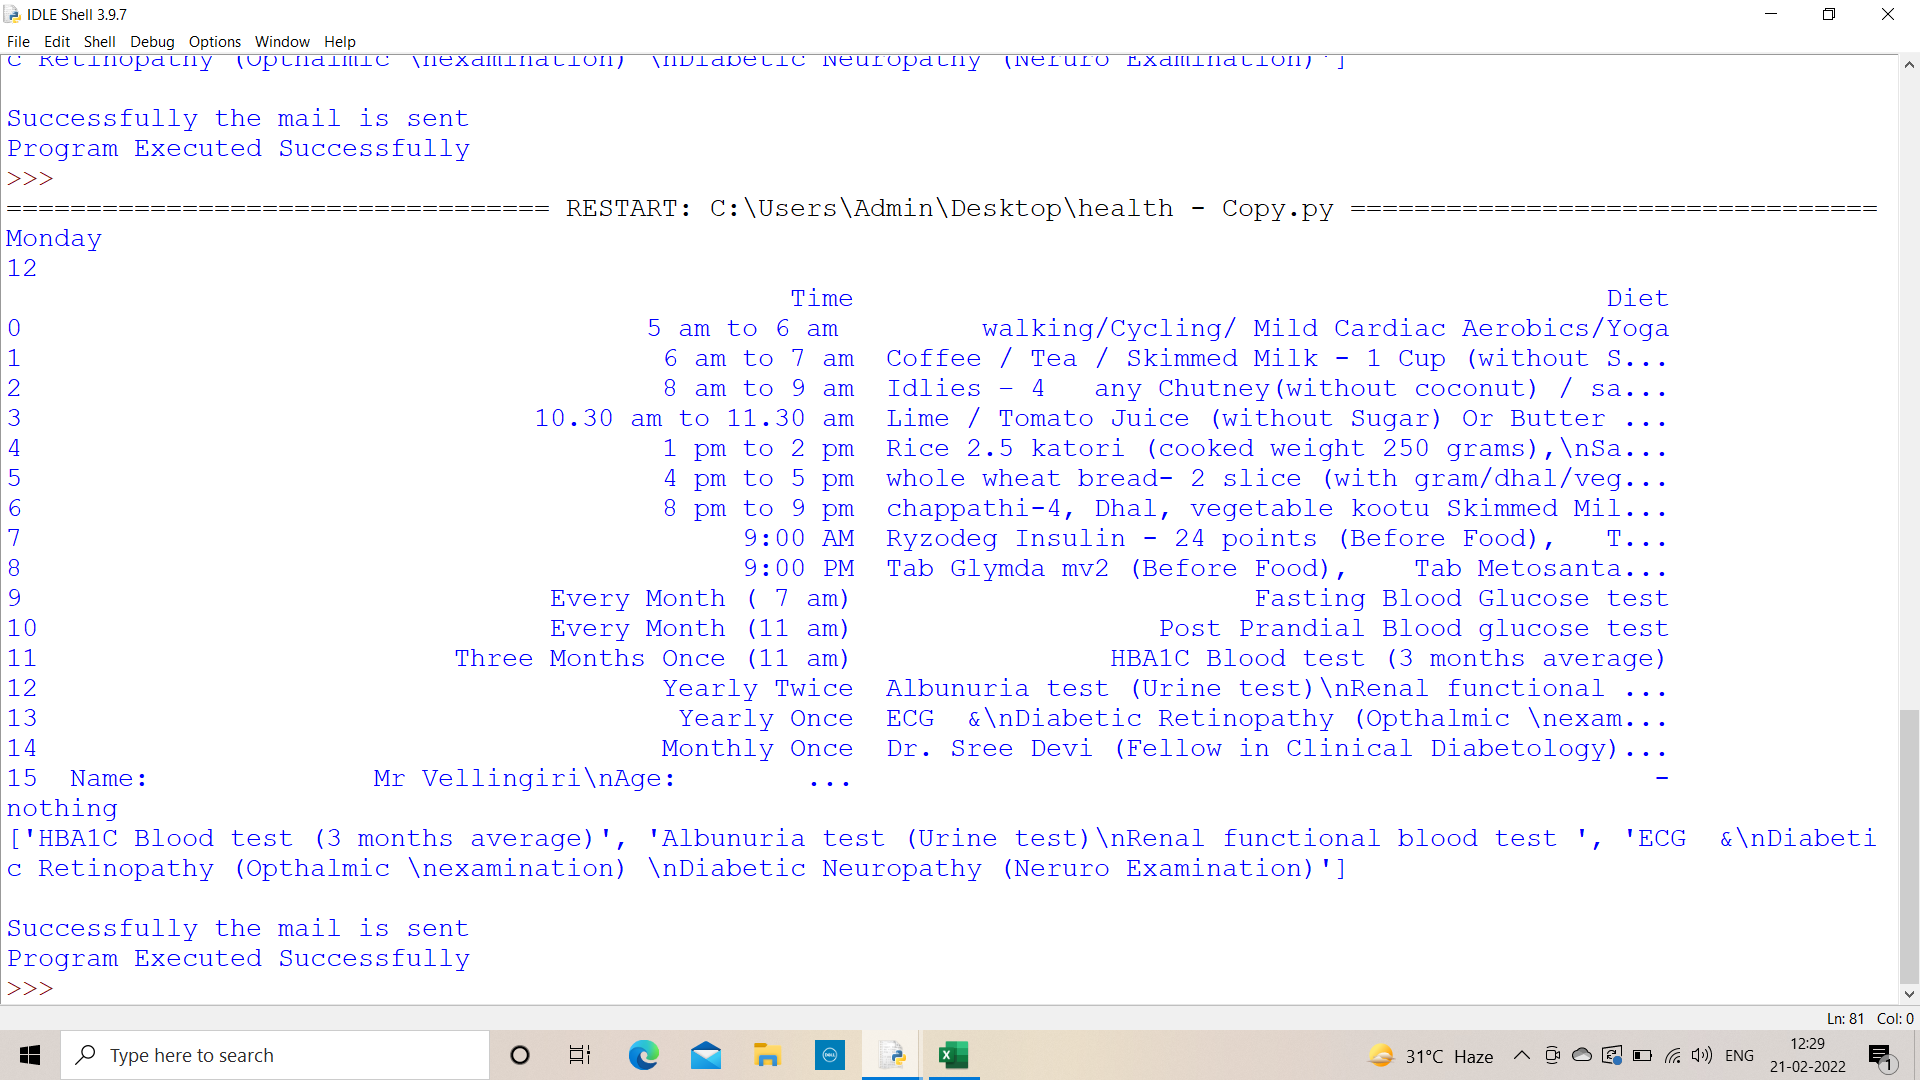 IDLE Shell 3.9.7
File Edit Shell Debug Options Window Help
c Retinopathy (Opthalmic \nexamination) \nDiabetic Neuropathy (Neruro Examination)']
Successfully the mail is sent
Program Executed Successfully
>>>
================================== RESTART: C:\Users\Admin\Desktop\health - Copy.py =================================
Monday
12
Time Diet
0 5 am to 6 am walking/Cycling/ Mild Cardiac Aerobics/Yoga
1 6 am to 7 am Coffee / Tea / Skimmed Milk - 1 Cup (without S...
2 8 am to 9 am Idlies – 4 any Chutney(without coconut) / sa...
3 10.30 am to 11.30 am Lime / Tomato Juice (without Sugar) Or Butter ...
4 1 pm to 2 pm Rice 2.5 katori (cooked weight 250 grams),\nSa...
5 4 pm to 5 pm whole wheat bread- 2 slice (with gram/dhal/veg...
6 8 pm to 9 pm chappathi-4, Dhal, vegetable kootu Skimmed Mil...
7 9:00 AM Ryzodeg Insulin - 24 points (Before Food), T...
8 9:00 PM Tab Glymda mv2 (Before Food), Tab Metosanta...
9 Every Month ( 7 am) Fasting Blood Glucose test
10 Every Month (11 am) Post Prandial Blood glucose test
11 Three Months Once (11 am) HBA1C Blood test (3 months average)
12 Yearly Twice Albunuria test (Urine test)\nRenal functional ...
13 Yearly Once ECG &\nDiabetic Retinopathy (Opthalmic \nexam...
14 Monthly Once Dr. Sree Devi (Fellow in Clinical Diabetology)...
15 Name: Mr Vellingiri\nAge: ... -
nothing
['HBA1C Blood test (3 months average)', 'Albunuria test (Urine test)\nRenal functional blood test ', 'ECG &\nDiabeti
c Retinopathy (Opthalmic \nexamination) \nDiabetic Neuropathy (Neruro Examination)']
Successfully the mail is sent
Program Executed Successfully
>>>
Ln: 81 Col: 0
Type here to search
DELL
31°C Haze
ENG
12:29
21-02-2022
1